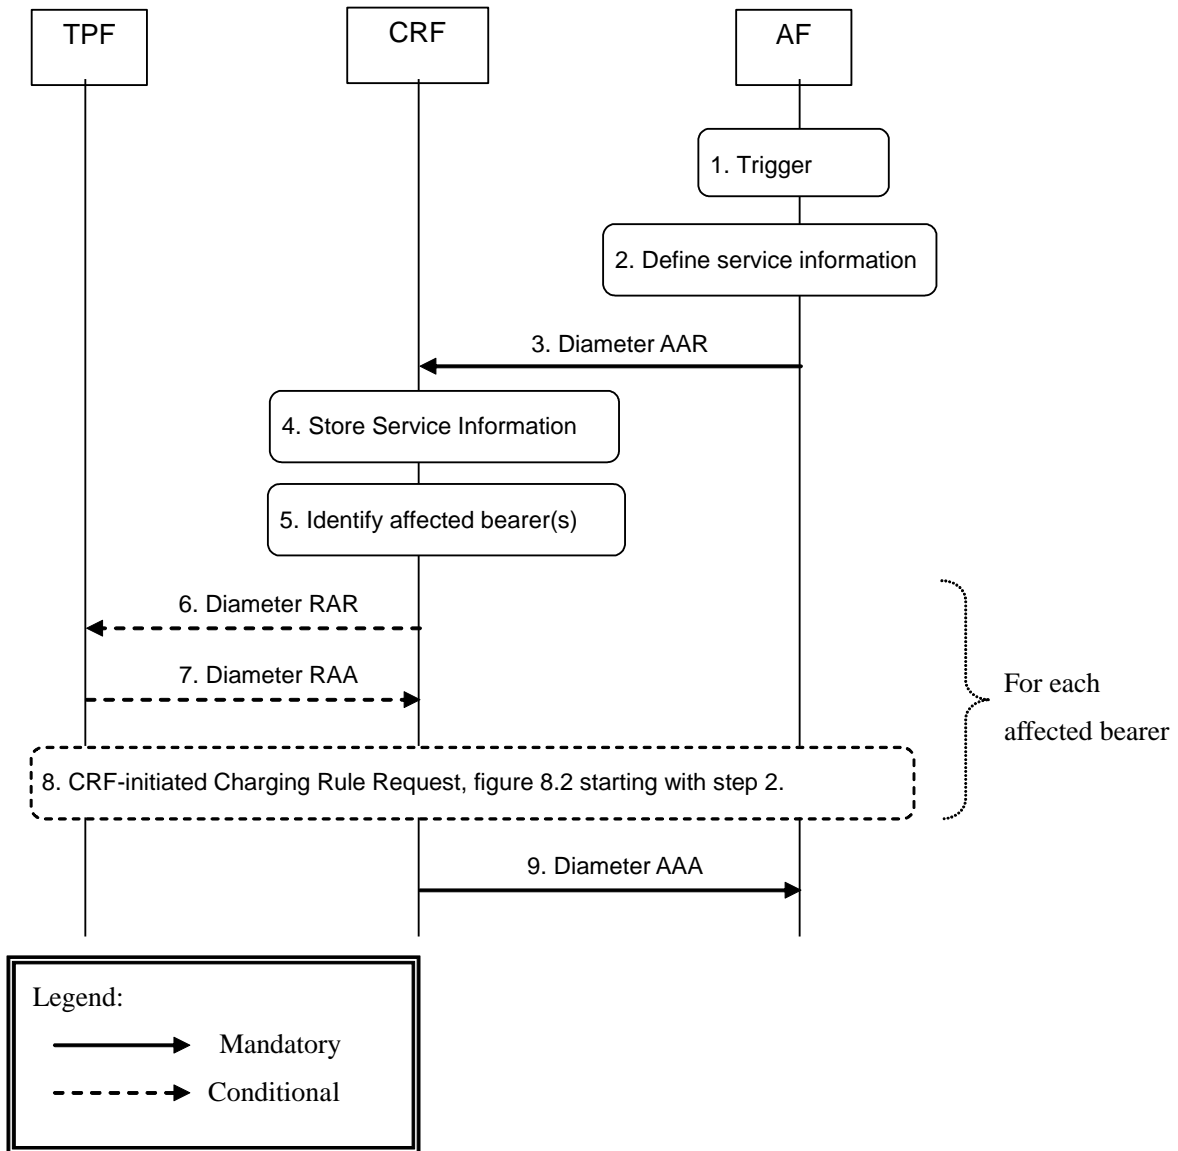 TPF
CRF
AF
1. Trigger
2. Define service information
3. Diameter AAR
4. Store Service Information
5. Identify affected bearer(s)
6. Diameter RAR
7. Diameter RAA
For each
affected bearer
8. CRF-initiated Charging Rule Request, figure 8.2 starting with step 2.
9. Diameter AAA
Legend:
Mandatory
Conditional